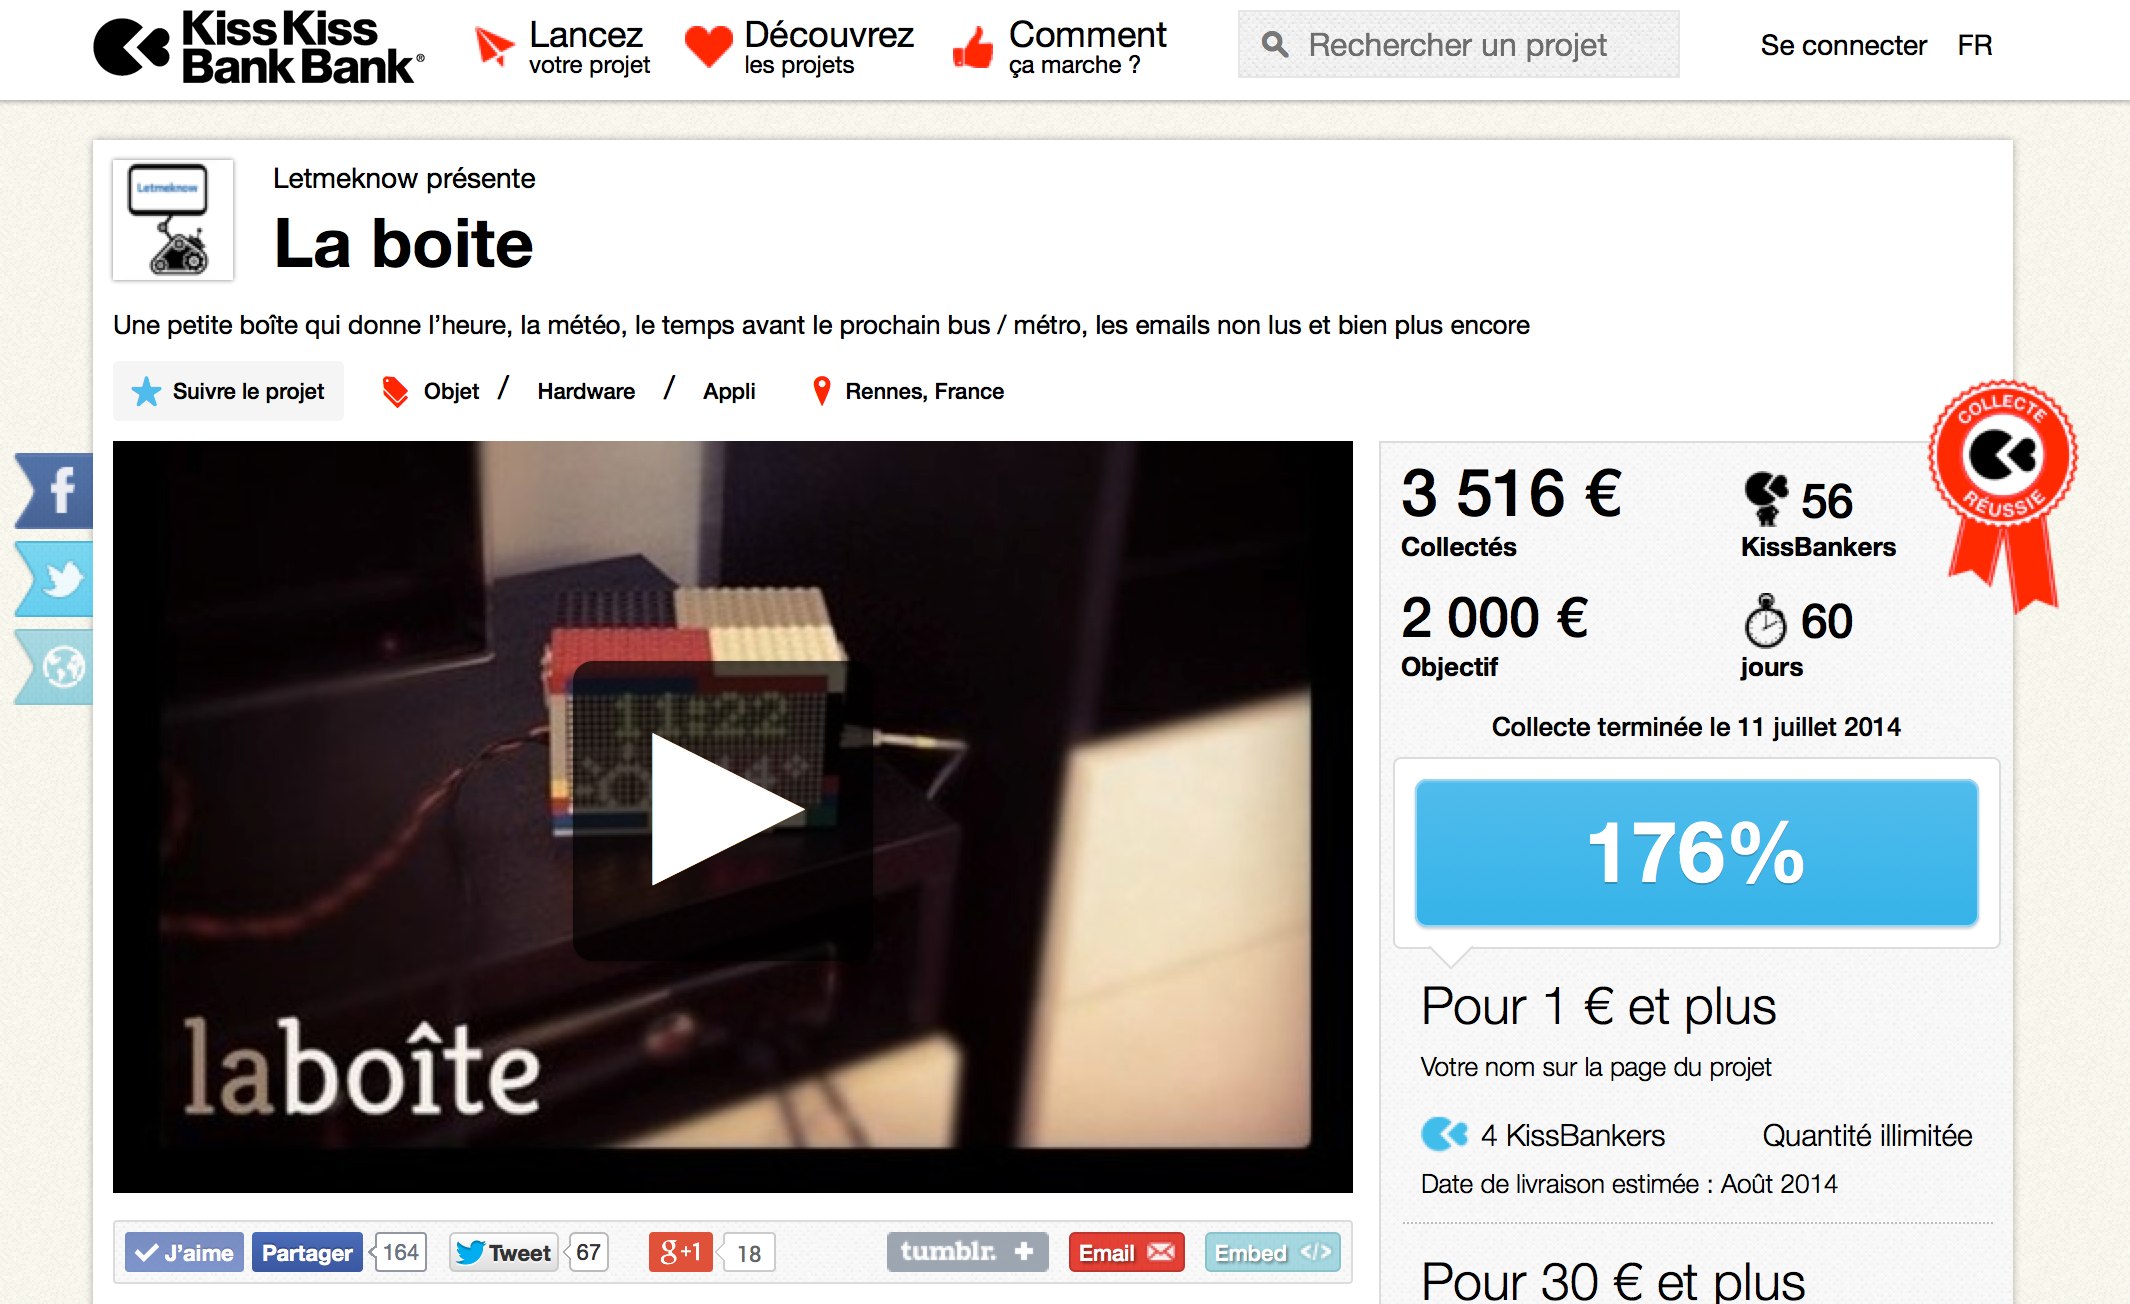 Kiss Kiss
Bank Bank®
Lancez
votre projet
Découvrez
les projets
Comment
ça marche ?
Rechercher un projet
Se connecter
FR
Letmeknow
Letmeknow présente
La boite
Une petite boîte qui donne l’heure, la météo, le temps avant le prochain bus / métro, les emails non lus et bien plus encore
Suivre le projet
Objet / Hardware / Appli
Rennes, France
11:22
laboîte
COLLECTE
RÉUSSIE
3 516 €
Collectés
56
KissBankers
2 000 €
Objectif
60
jours
Collecte terminée le 11 juillet 2014
176%
Pour 1 € et plus
Votre nom sur la page du projet
4 KissBankers
Quantité illimitée
Date de livraison estimée : Août 2014
Pour 30 € et plus
J’aime
Partager
164
Tweet
67
g+1
18
tumblr. +
Email
Embed </>